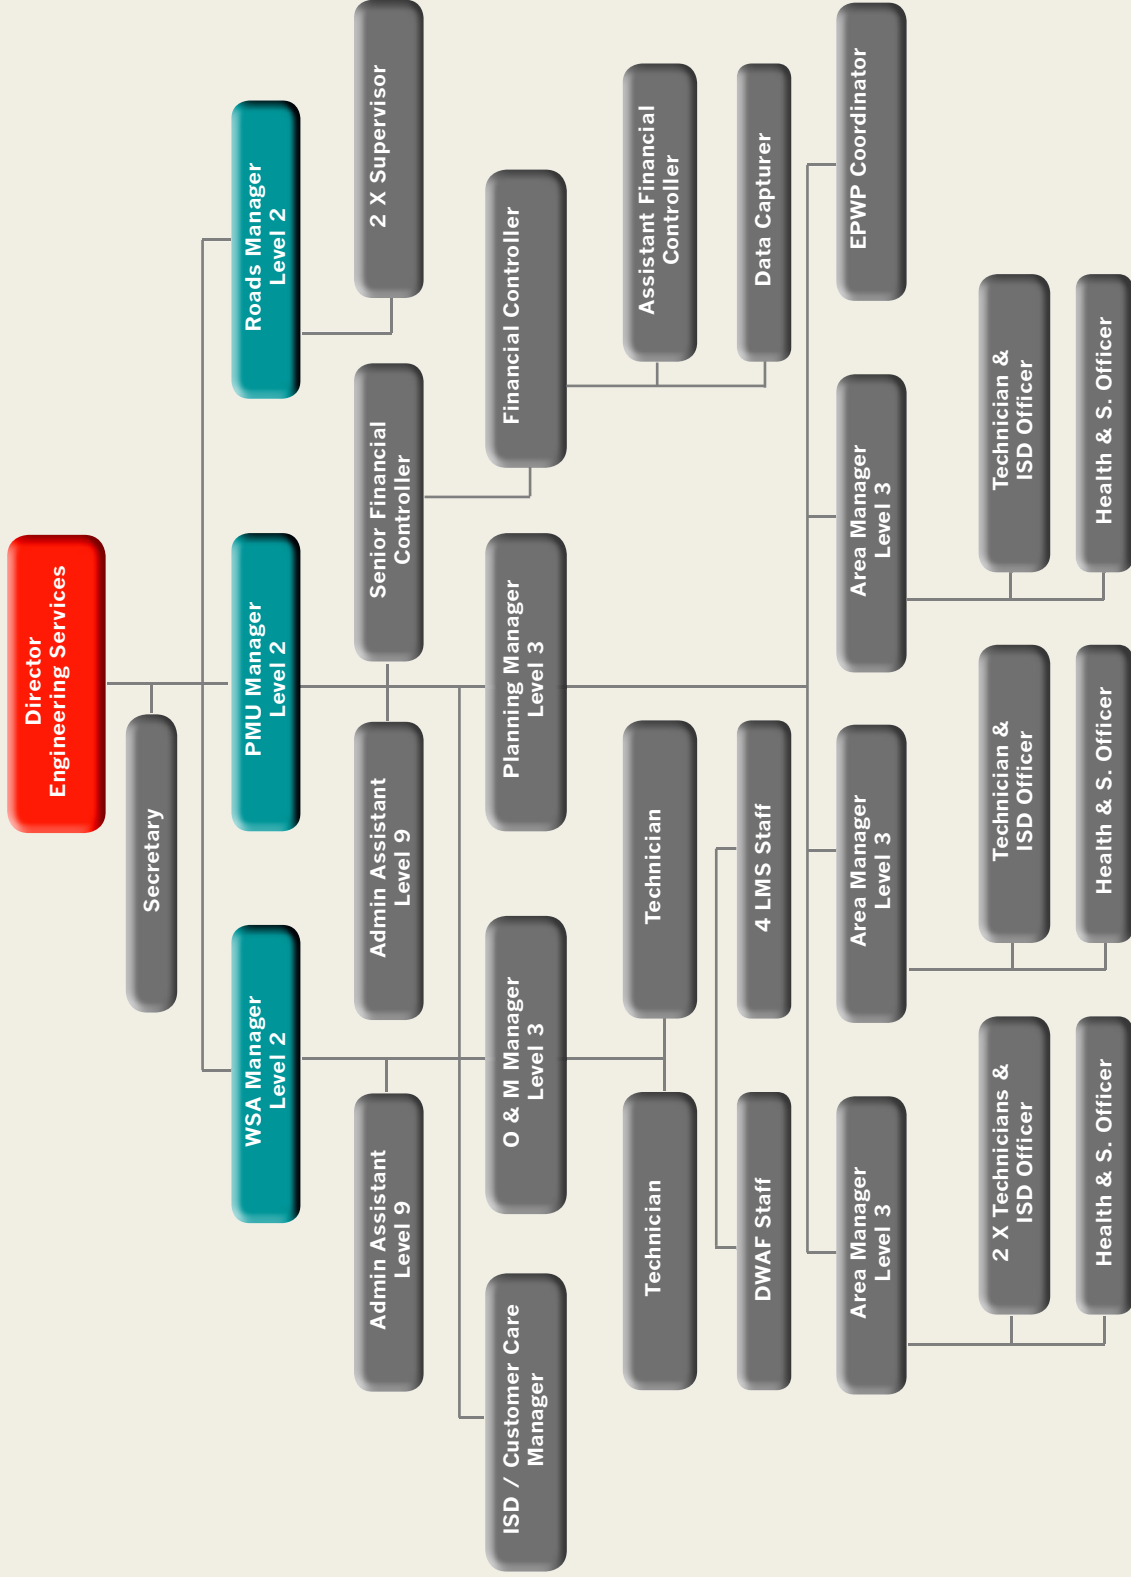 Director
Engineering Services
Secretary
WSA Manager
Level 2
PMU Manager
Level 2
Roads Manager
Level 2
Admin Assistant
Level 9
Admin Assistant
Level 9
Senior Financial
Controller
2 X Supervisor
ISD / Customer Care
Manager
O & M Manager
Level 3
Planning Manager
Level 3
Financial Controller
Technician
Technician
Assistant Financial
Controller
DWAF Staff
4 LMS Staff
Data Capturer
Area Manager
Level 3
Area Manager
Level 3
Area Manager
Level 3
EPWP Coordinator
2 X Technicians &
ISD Officer
Technician &
ISD Officer
Technician &
ISD Officer
Health & S. Officer
Health & S. Officer
Health & S. Officer